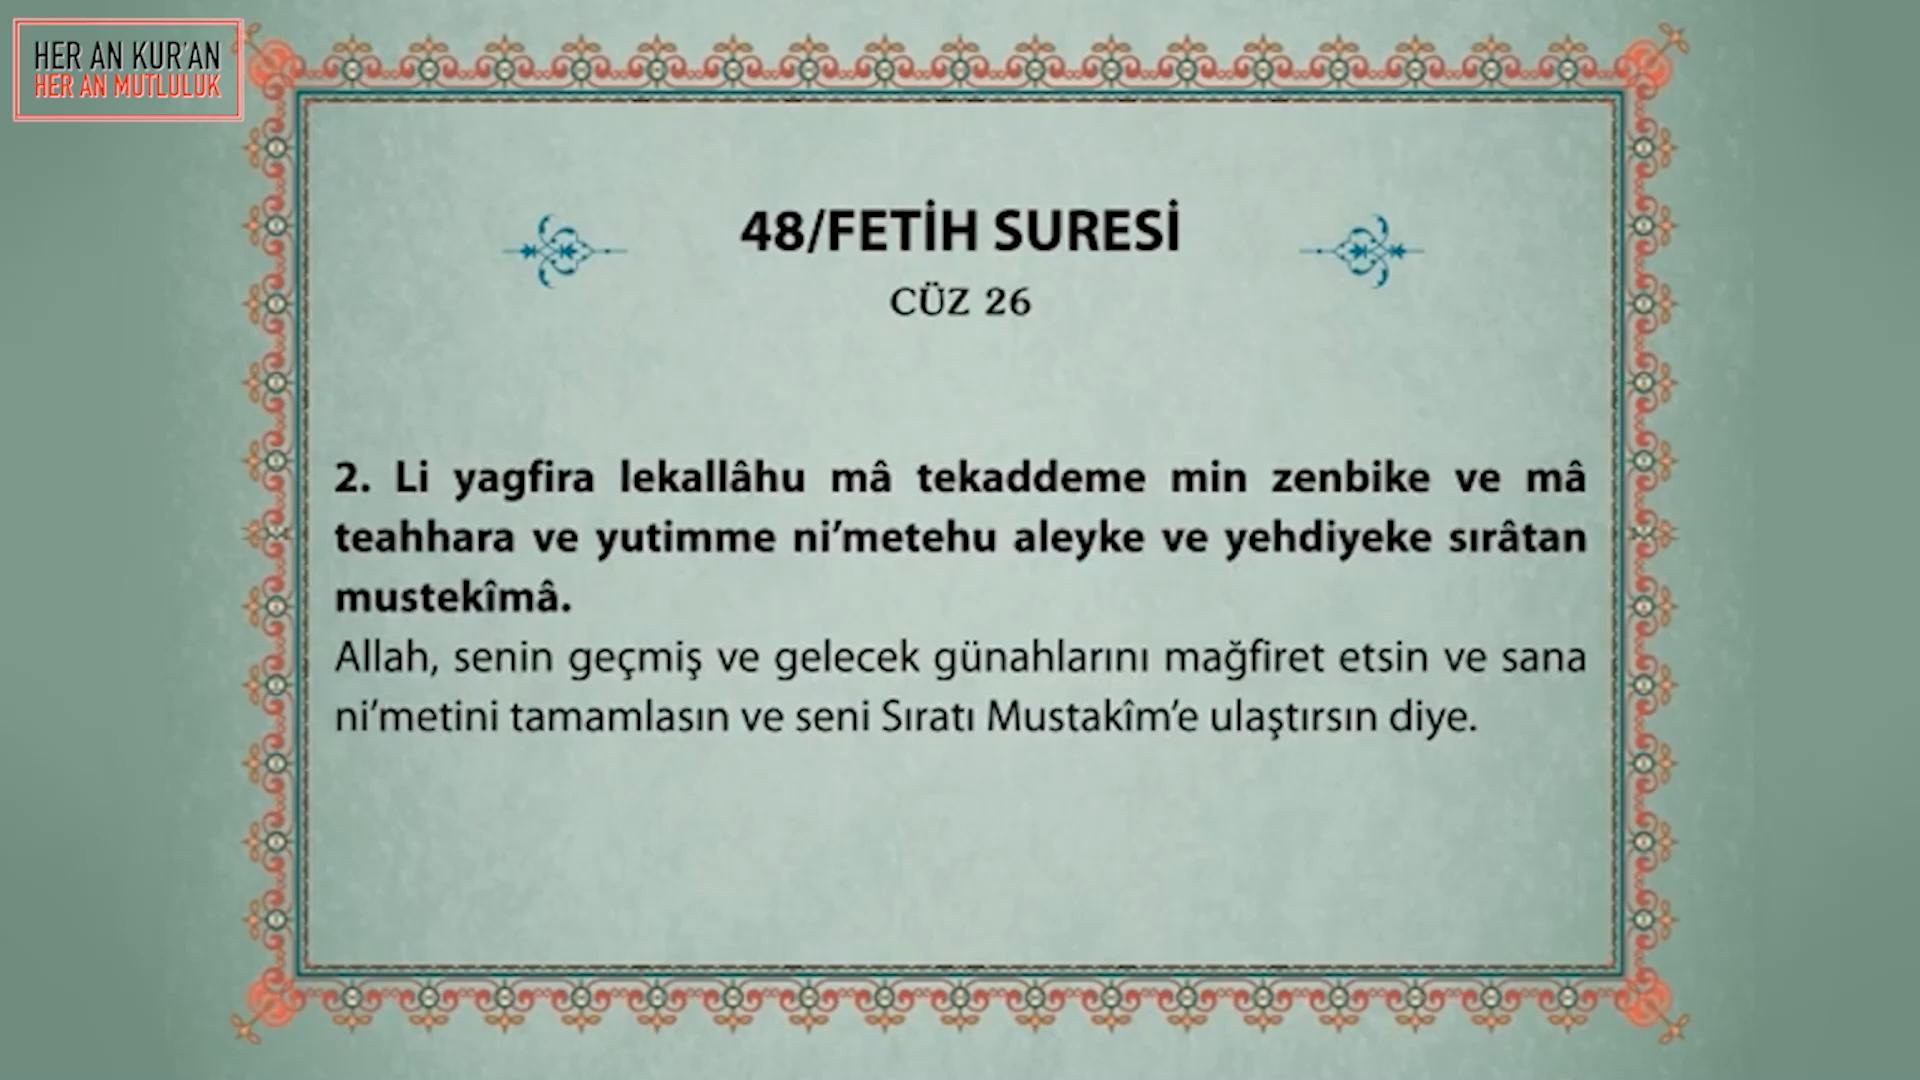 HER AN KUR'AN
HER AN MUTLULUK
48/FETİH SURESİ
CÜZ 26
2. Li yagfira lekallâhu mâ tekaddeme min zenbike ve mâ
teahhara ve yutimme ni’metehu aleyke ve yehdiyeke sırâtan
mustekîmâ.
Allah, senin geçmiş ve gelecek günahlarını mağfiret etsin ve sana
ni’metini tamamlasın ve seni Sıratı Mustakîm’e ulaştırsın diye.